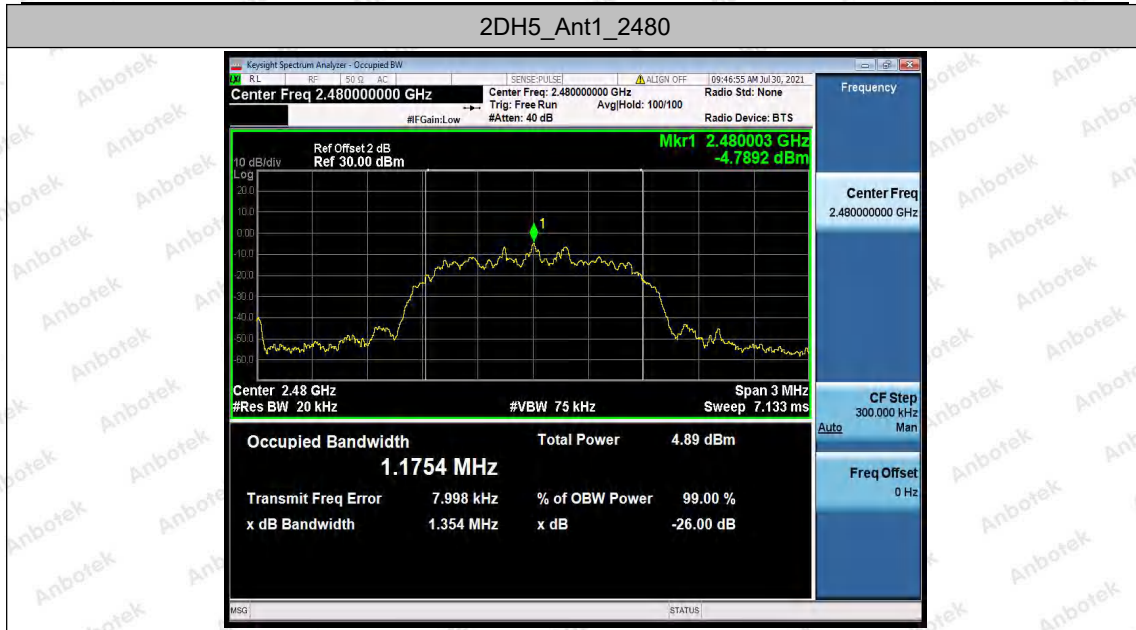 2DH5_Ant1_2480
Keysight Spectrum Analyzer - Occupied BW
RL RF 50 Ω AC SENSE:PULSE ALIGN OFF 09:46:55 AM Jul 30, 2021
Center Freq 2.480000000 GHz Center Freq: 2.480000000 GHz Radio Std: None Frequency
Trig: Free Run Avg|Hold: 100/100
#IFGain:Low #Atten: 40 dB Radio Device: BTS
Ref Offset 2 dB Mkr1 2.480003 GHz
10 dB/div Ref 30.00 dBm -4.7892 dBm
Log
20.0
10.0
0.00
1
-10.0
-20.0
-30.0
-40.0
-50.0
-60.0
Center Freq
2.480000000 GHz
Center 2.48 GHz Span 3 MHz
#Res BW 20 kHz #VBW 75 kHz Sweep 7.133 ms
CF Step
300.000 kHz
Auto Man
Occupied Bandwidth Total Power 4.89 dBm
1.1754 MHz
Transmit Freq Error 7.998 kHz % of OBW Power 99.00 %
x dB Bandwidth 1.354 MHz x dB -26.00 dB
Freq Offset
0 Hz
MSG STATUS
Anbotek